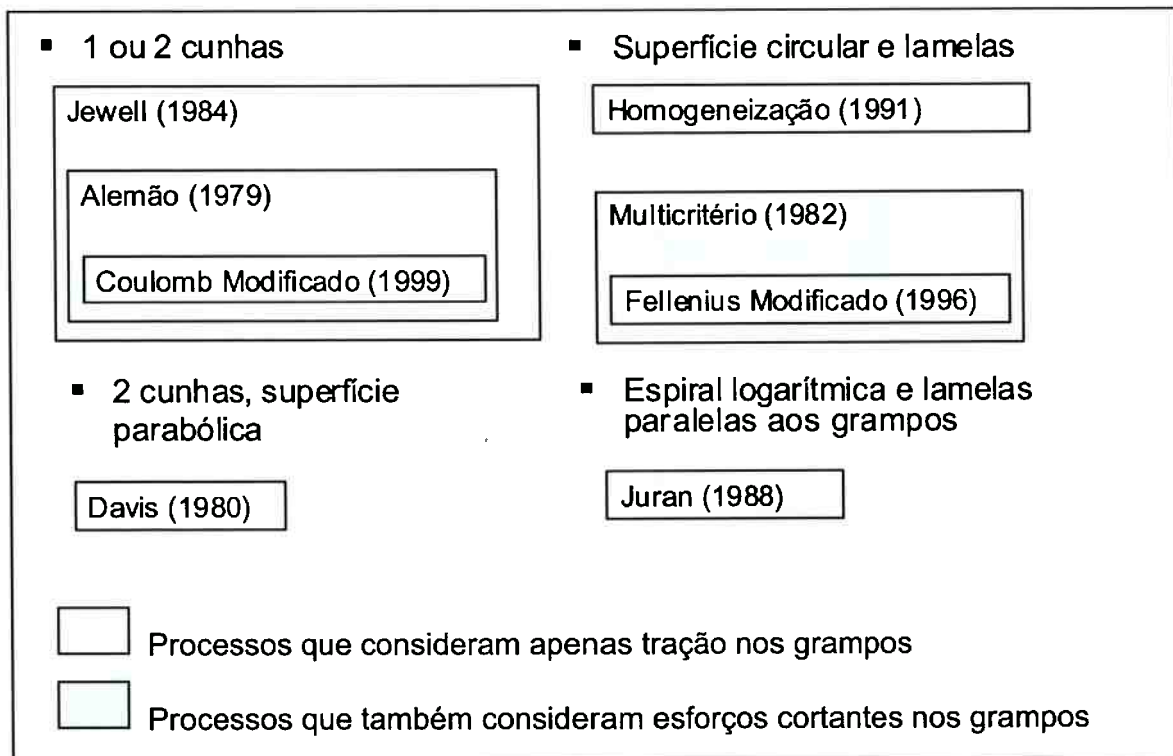 ▪ 1 ou 2 cunhas
Jewell (1984)
Alemão (1979)
Coulomb Modificado (1999)
▪ Superfície circular e lamelas
Homogeneização (1991)
Multicritério (1982)
Fellenius Modificado (1996)
▪ 2 cunhas, superfície
parabólica
Davis (1980)
▪ Espiral logarítmica e lamelas
paralelas aos grampos
Juran (1988)
Processos que consideram apenas tração nos grampos
Processos que também consideram esforços cortantes nos grampos